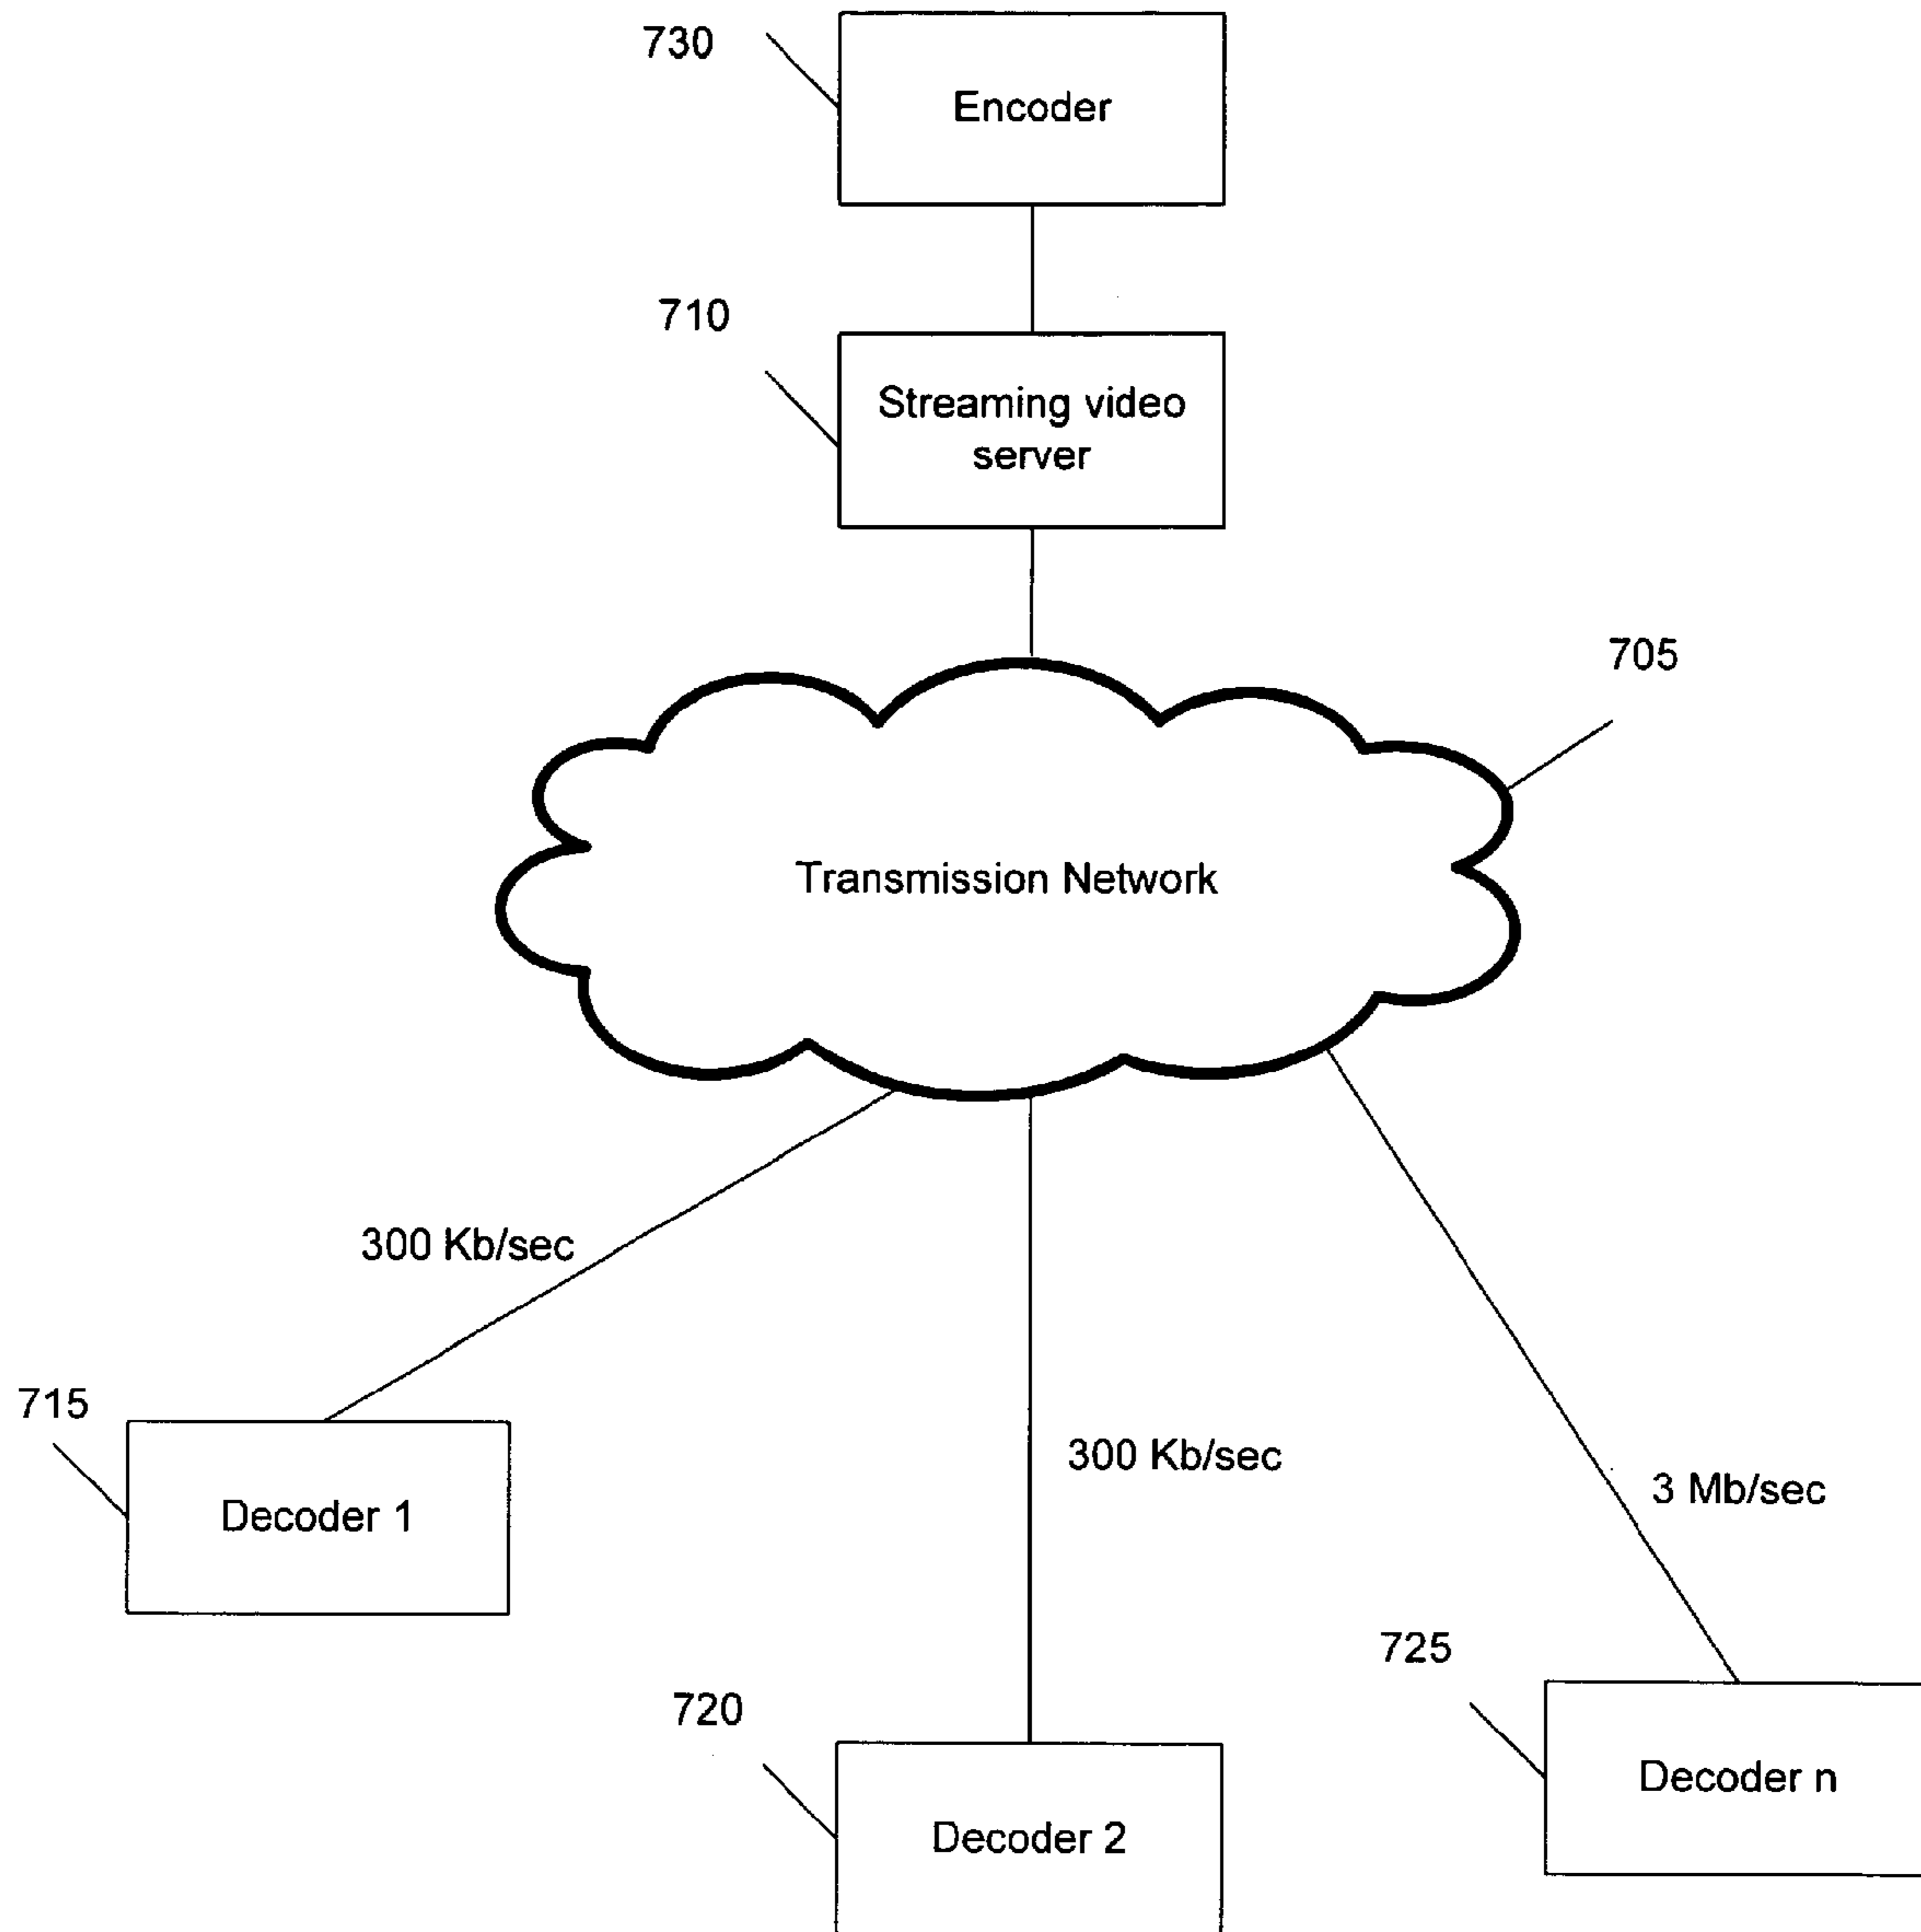 730
Encoder
710
Streaming video
server
705
Transmission Network
300 Kb/sec
715
Decoder 1
300 Kb/sec
3 Mb/sec
725
720
Decoder n
Decoder 2